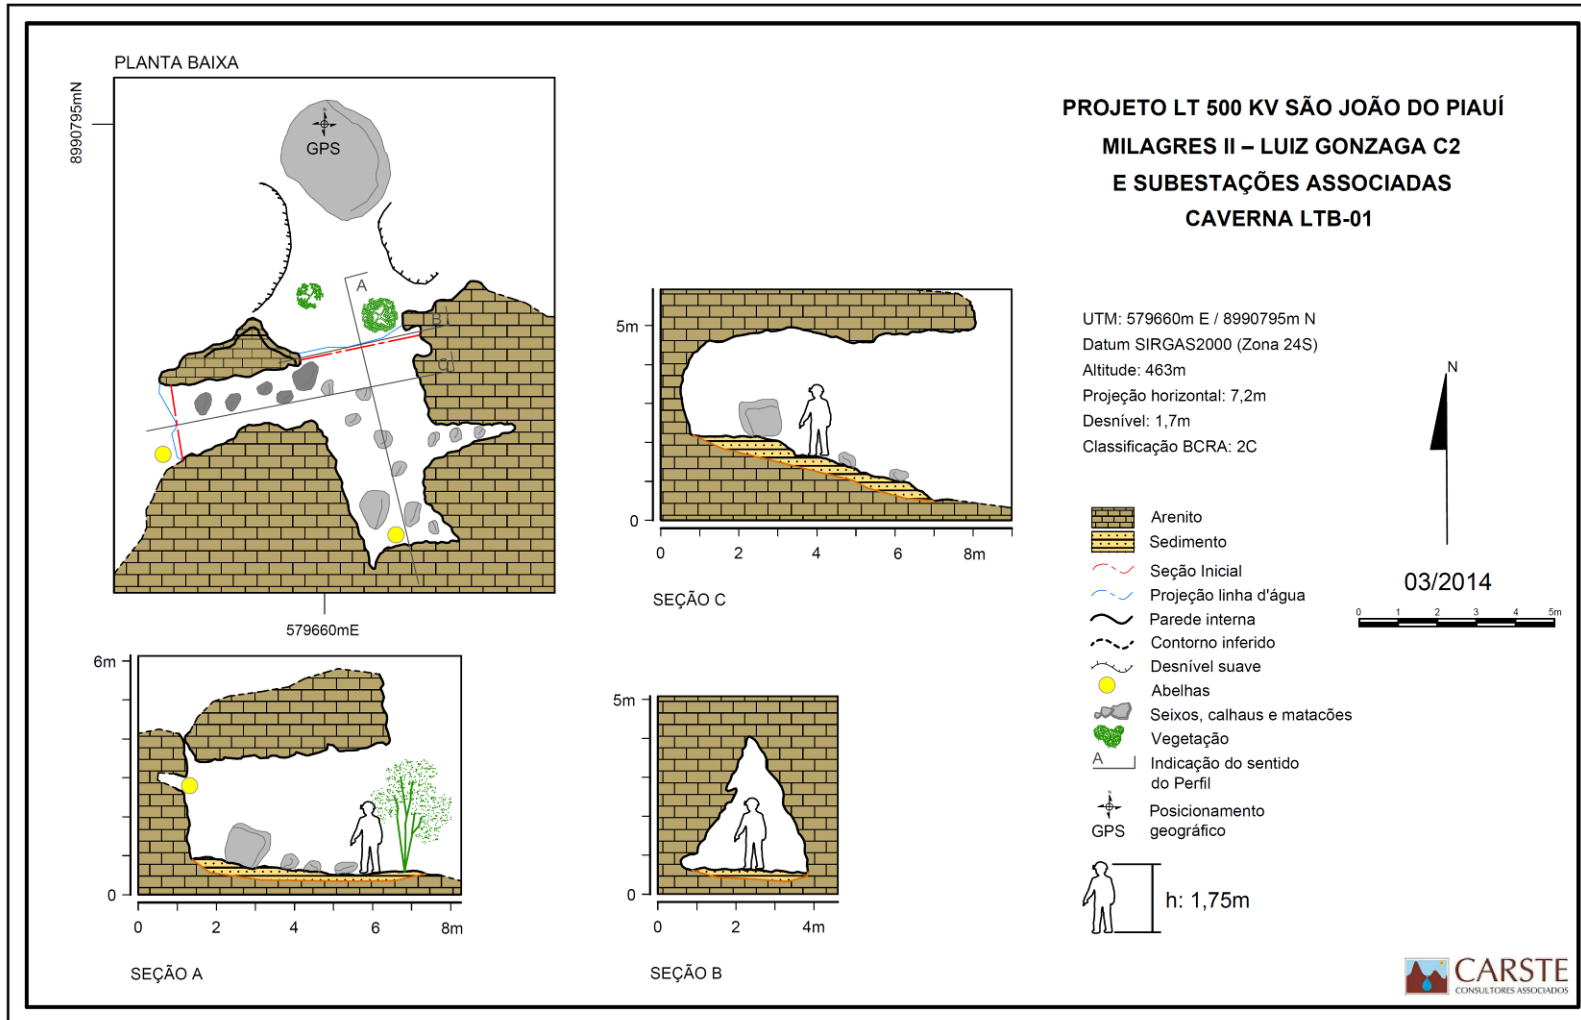 PLANTA BAIXA
8990795mN
N
GPS
A
B
C
579660mE
PROJETO LT 500 KV SÃO JOÃO DO PIAUÍ
MILAGRES II – LUIZ GONZAGA C2
E SUBESTAÇÕES ASSOCIADAS
CAVERNA LTB-01
UTM: 579660m E / 8990795m N
Datum SIRGAS2000 (Zona 24S)
Altitude: 463m
Projeção horizontal: 7,2m
Desnível: 1,7m
Classificação BCRA: 2C
N
03/2014
0 1 2 3 4 5m
5m
0
0 2 4 6 8m
SEÇÃO C
6m
0
0 2 4 6 8m
SEÇÃO A
5m
0
0 2 4m
SEÇÃO B
Arenito
Sedimento
Seção Inicial
Projeção linha d'água
Parede interna
Contorno inferido
Desnível suave
Abelhas
Seixos, calhaus e matacões
Vegetação
A
Indicação do sentido
do Perfil
GPS
Posicionamento
geográfico
h: 1,75m
CARSTE
CONSULTORES ASSOCIADOS